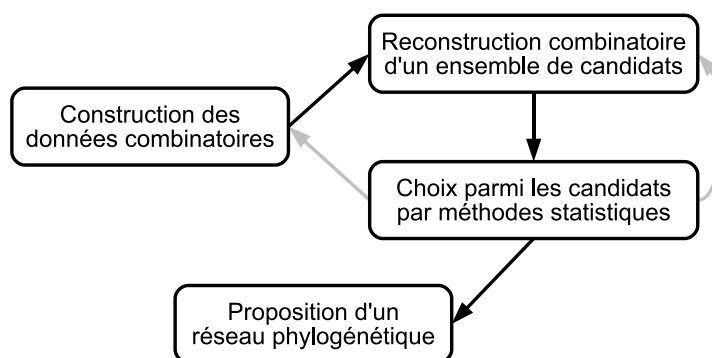 Reconstruction combinatoire
d'un ensemble de candidats
Construction des
données combinatoires
Choix parmi les candidats
par méthodes statistiques
Proposition d'un
réseau phylogénétique